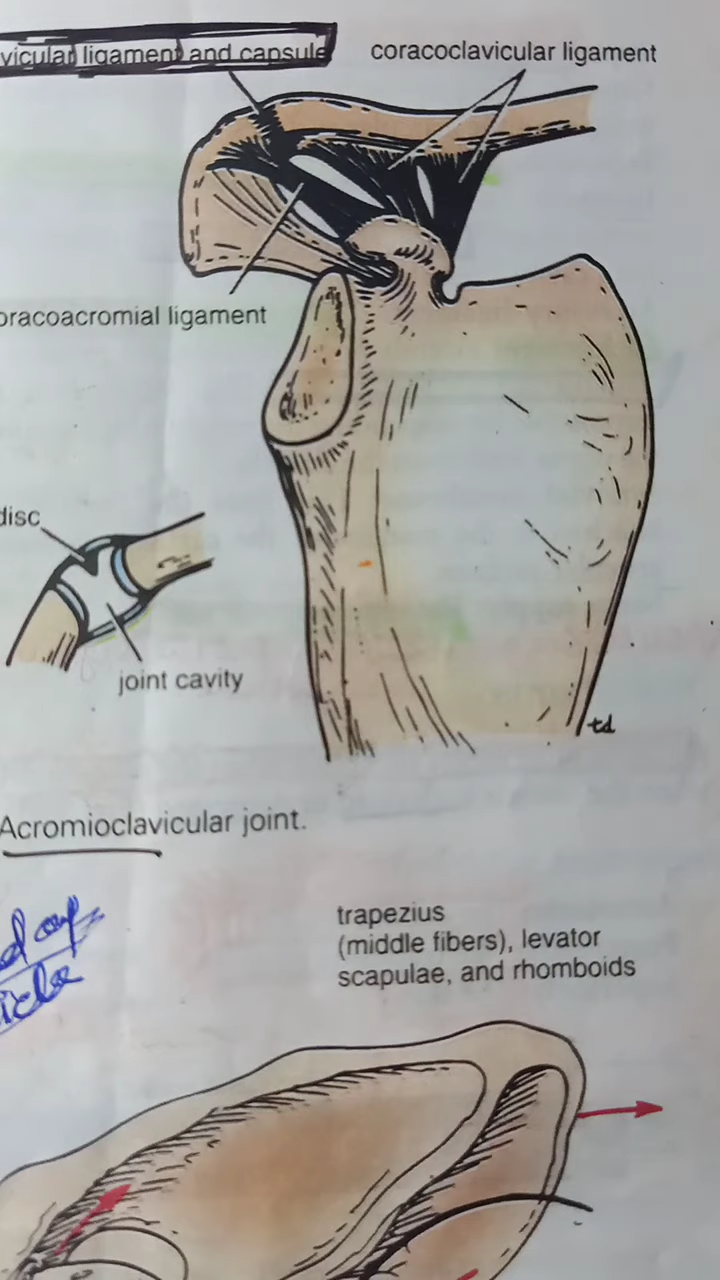 vicular ligament and capsule
coracoclavicular ligament
oracoacromial ligament
disc
joint cavity
td
Acromioclavicular joint.
trapezius
(middle fibers), levator
scapulae, and rhomboids